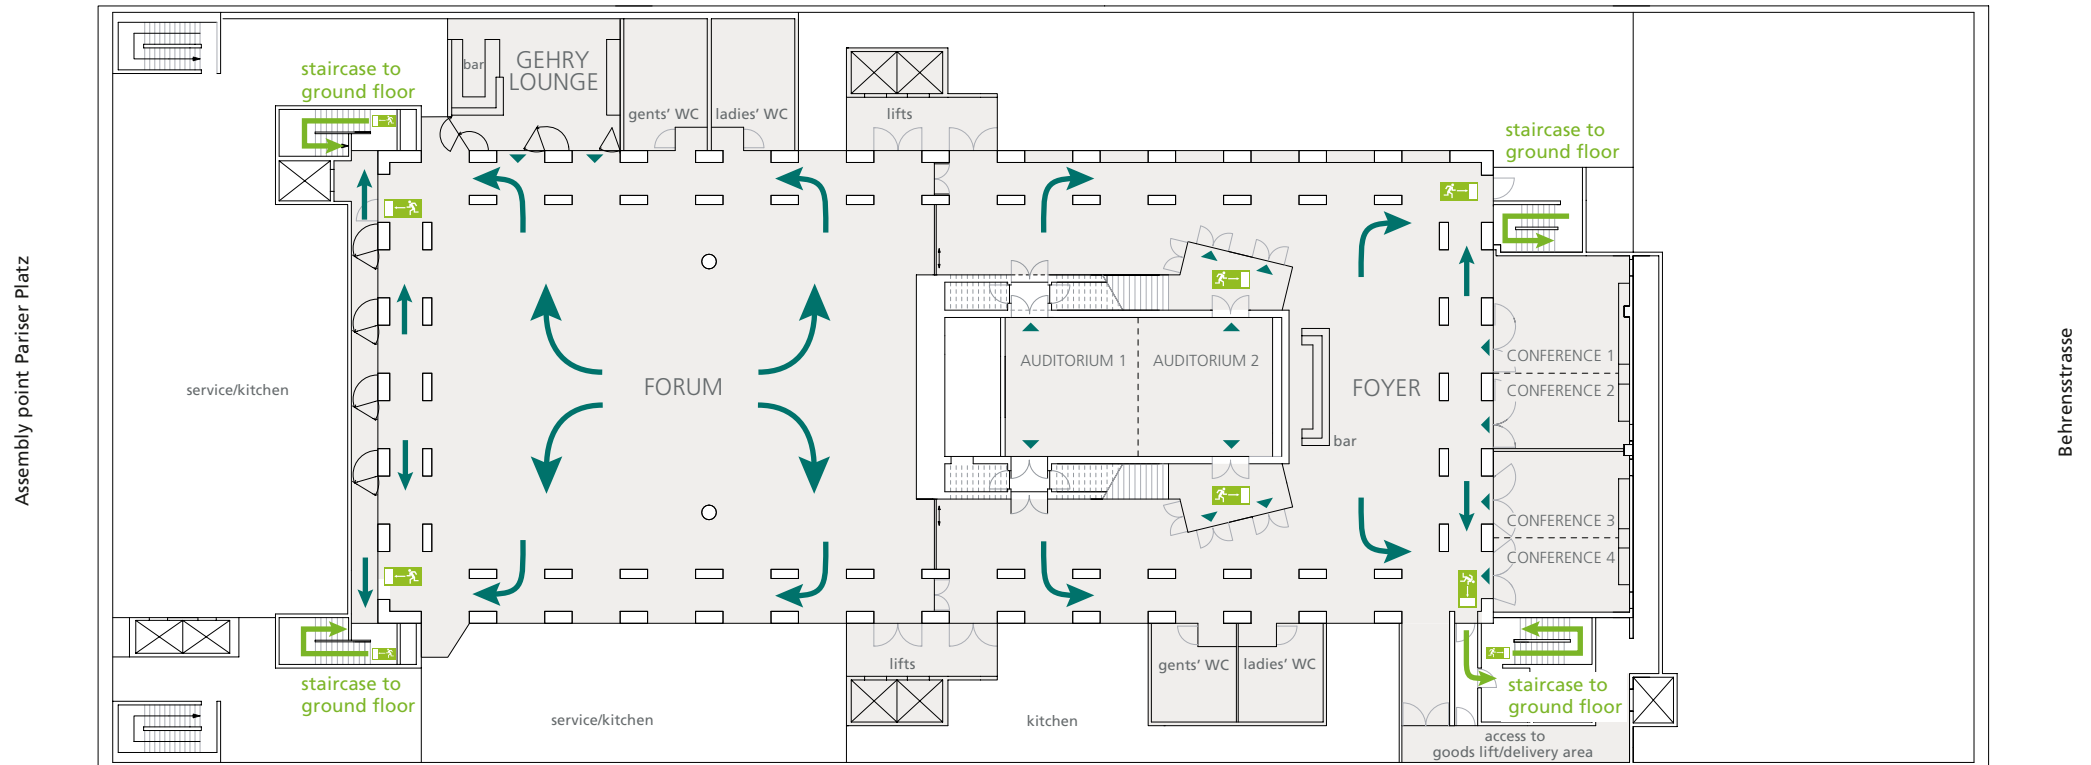 Assembly point Pariser Platz
staircase to
ground floor
bar
GEHRY
LOUNGE
gents' WC
ladies' WC
lifts
staircase to
ground floor
service/kitchen
FORUM
AUDITORIUM 1
AUDITORIUM 2
FOYER
bar
CONFERENCE 1
CONFERENCE 2
CONFERENCE 3
CONFERENCE 4
Behrensstrasse
staircase to
ground floor
service/kitchen
lifts
kitchen
gents' WC
ladies' WC
staircase to
ground floor
access to
goods lift/delivery area